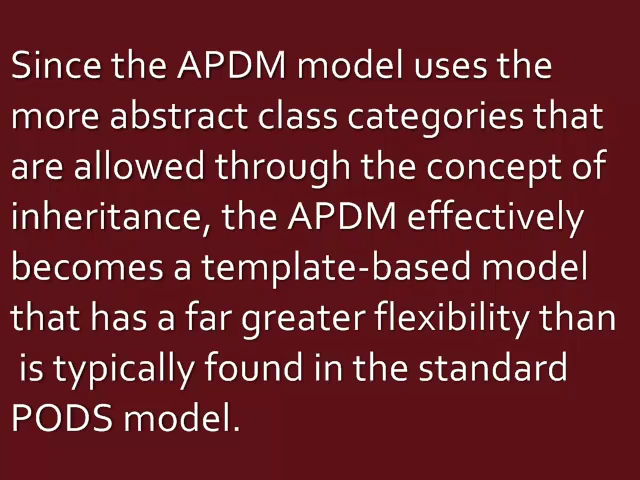 Since the APDM model uses the
more abstract class categories that
are allowed through the concept of
inheritance, the APDM effectively
becomes a template-based model
that has a far greater flexibility than
is typically found in the standard
PODS model.